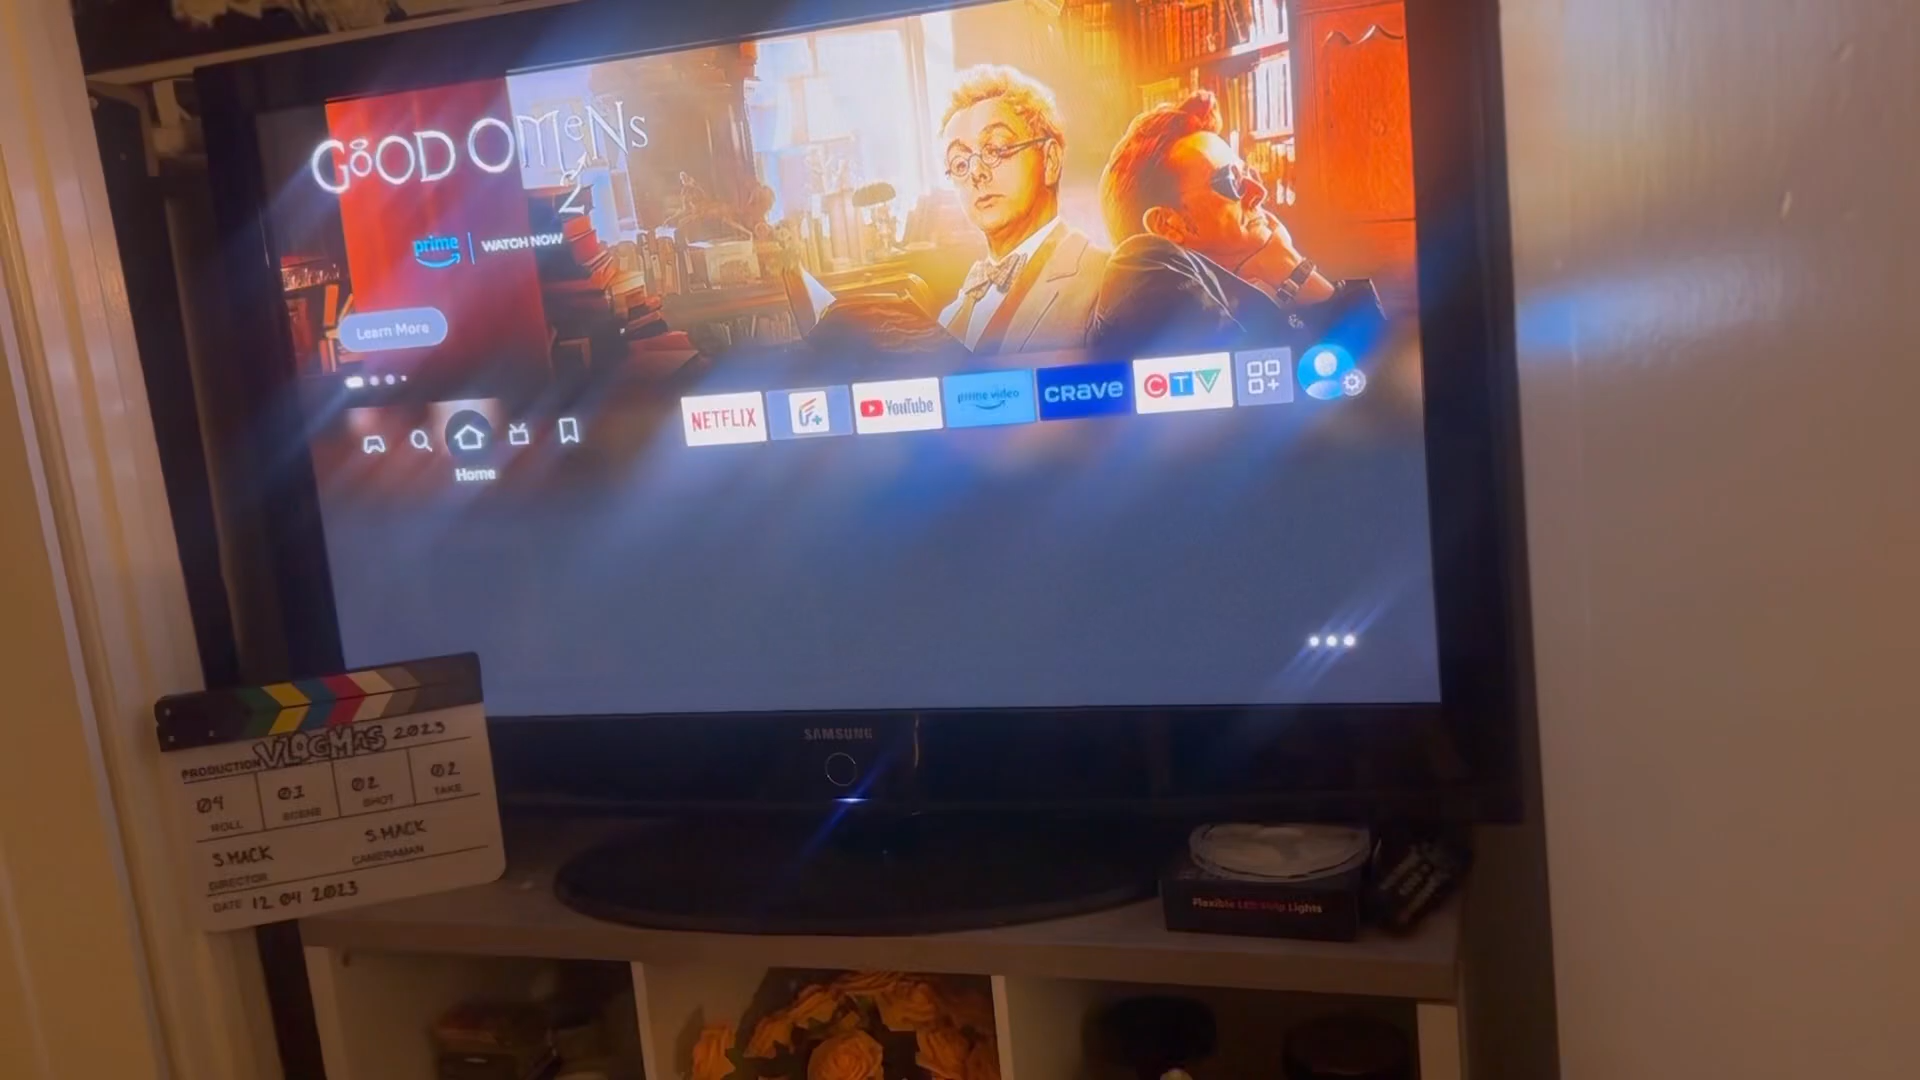 GOOD OMENS
2
prime WATCH NOW
Learn More
NETFLIX
YouTube
prime video
CRAVE
CTV
Home
SAMSUNG
PRODUCTION VLOGMAS 2023
04 01 02 02
ROLL SCENE SHOT TAKE
S.MACK S.MACK
DIRECTOR CAMERAMAN
DATE 12 04 2023
Flexible LED Strip Lights